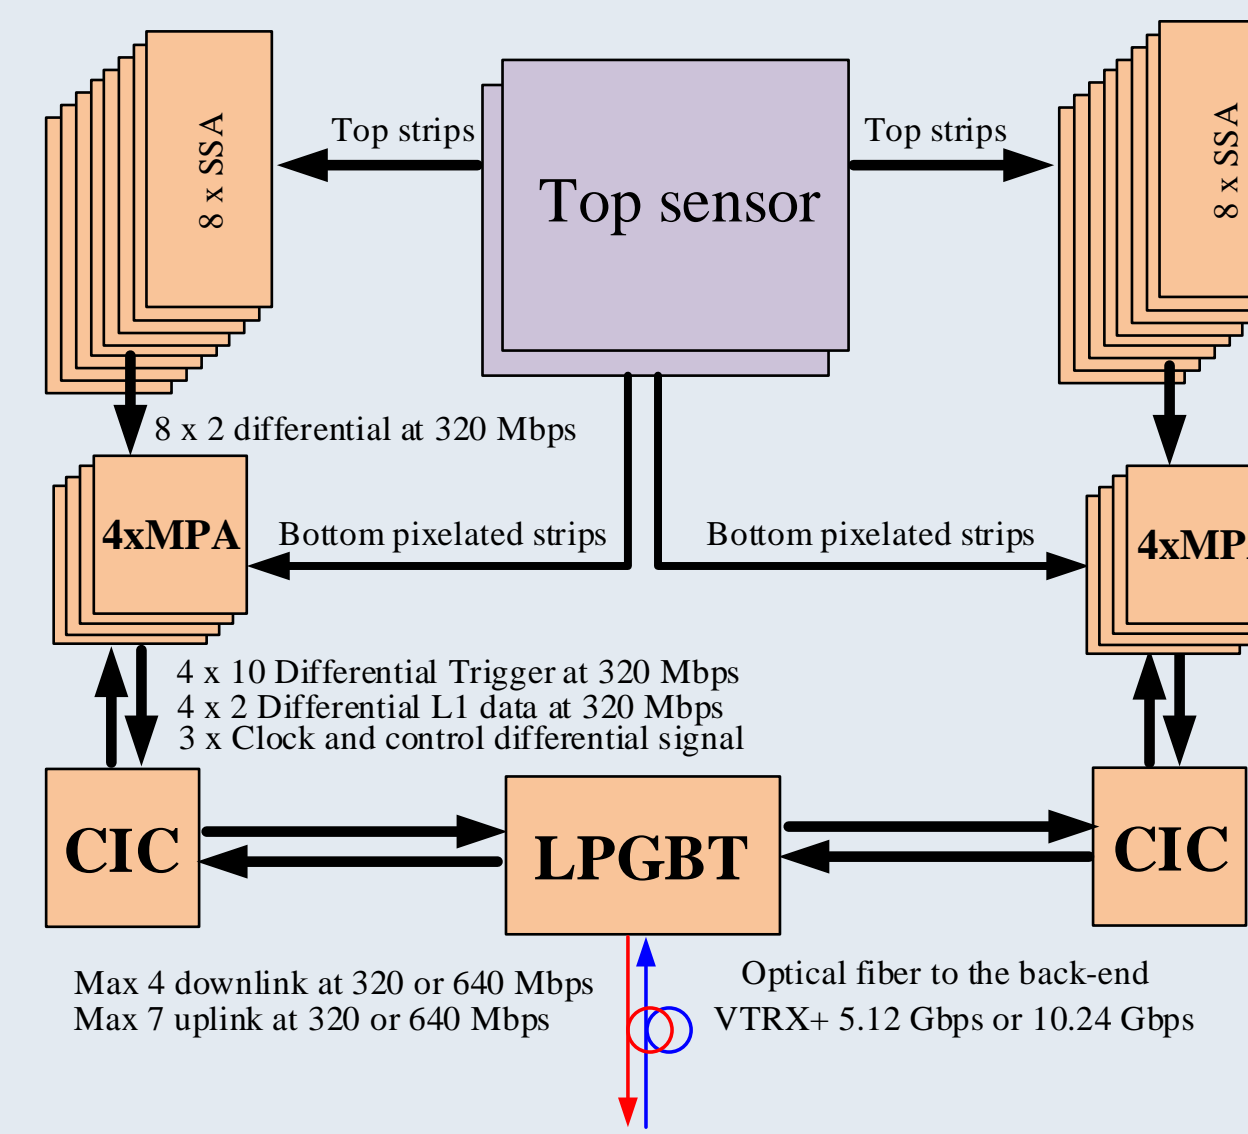 Top strips
Top strips
8 x SSA
8 x SSA
Top sensor
8 x 2 differential at 320 Mbps
4xMPA
Bottom pixelated strips
Bottom pixelated strips
4xMP
4 x 10 Differential Trigger at 320 Mbps
4 x 2 Differential L1 data at 320 Mbps
3 x Clock and control differential signal
CIC
LPGBT
CIC
Max 4 downlink at 320 or 640 Mbps
Max 7 uplink at 320 or 640 Mbps
Optical fiber to the back-end
VTRX+ 5.12 Gbps or 10.24 Gbps